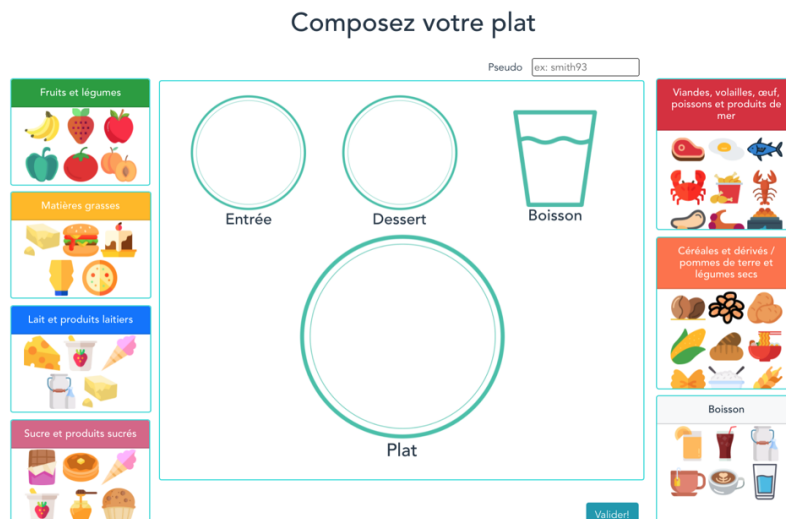 Composez votre plat
Pseudo
ex: smith93
Fruits et légumes
Matières grasses
Lait et produits laitiers
Sucre et produits sucrés
Entrée
Dessert
Boisson
Plat
Valider!
Viandes, volailles, œuf,
poissons et produits de
mer
Céréales et dérivés /
pommes de terre et
légumes secs
Boisson